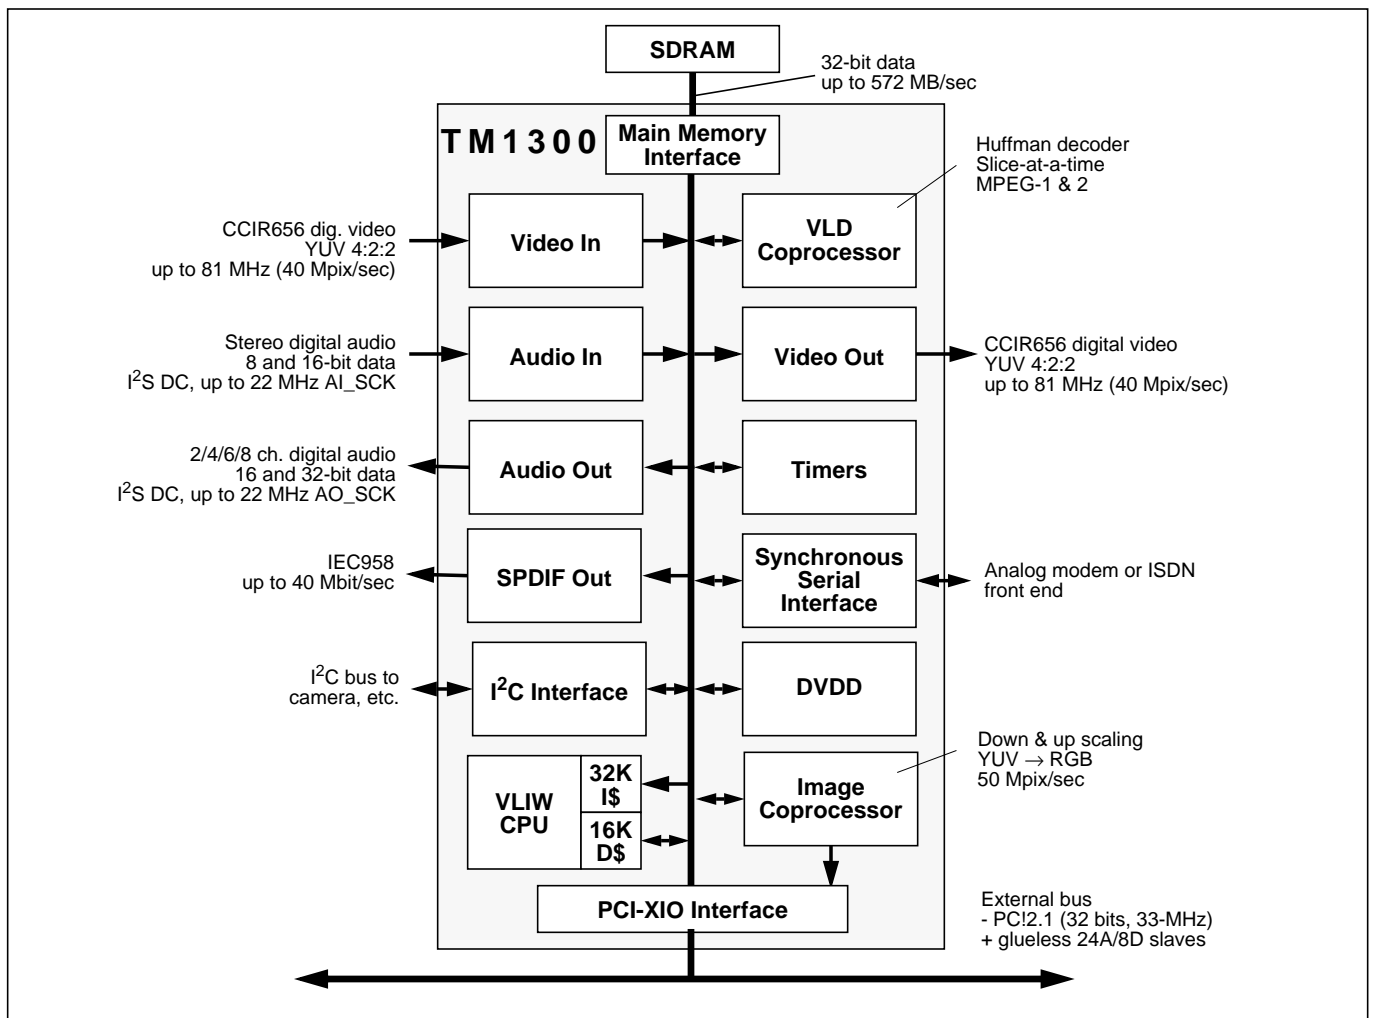 SDRAM
32-bit data
up to 572 MB/sec
TM1300
Main Memory
Interface
Huffman decoder
Slice-at-a-time
MPEG-1 & 2
CCIR656 dig. video
YUV 4:2:2
up to 81 MHz (40 Mpix/sec)
Video In
VLD
Coprocessor
Stereo digital audio
8 and 16-bit data
I²S DC, up to 22 MHz AI_SCK
Audio In
Video Out
CCIR656 digital video
YUV 4:2:2
up to 81 MHz (40 Mpix/sec)
2/4/6/8 ch. digital audio
16 and 32-bit data
I²S DC, up to 22 MHz AO_SCK
Audio Out
Timers
IEC958
up to 40 Mbit/sec
SPDIF Out
Synchronous
Serial
Interface
Analog modem or ISDN
front end
I²C bus to
camera, etc.
I²C Interface
DVDD
Down & up scaling
YUV → RGB
50 Mpix/sec
VLIW
CPU
32K
I$
16K
D$
Image
Coprocessor
PCI-XIO Interface
External bus
- PC!2.1 (32 bits, 33-MHz)
+ glueless 24A/8D slaves